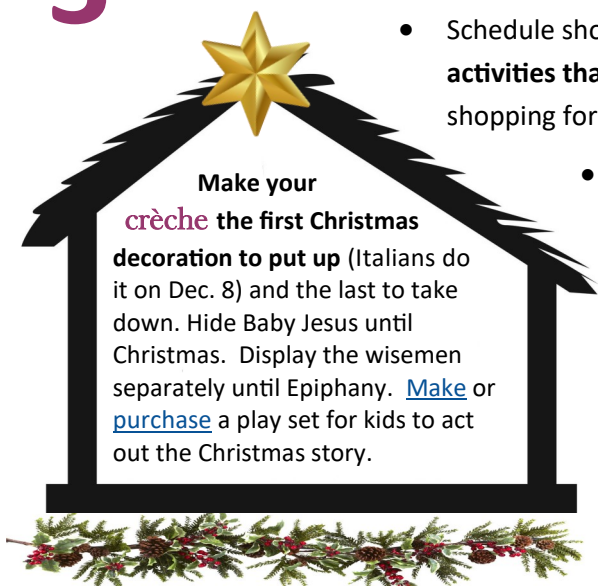 Schedule sho
activities tha
shopping for
Make your
crèche the first Christmas
decoration to put up (Italians do
it on Dec. 8) and the last to take
down. Hide Baby Jesus until
Christmas. Display the wisemen
separately until Epiphany. Make or
purchase a play set for kids to act
out the Christmas story.